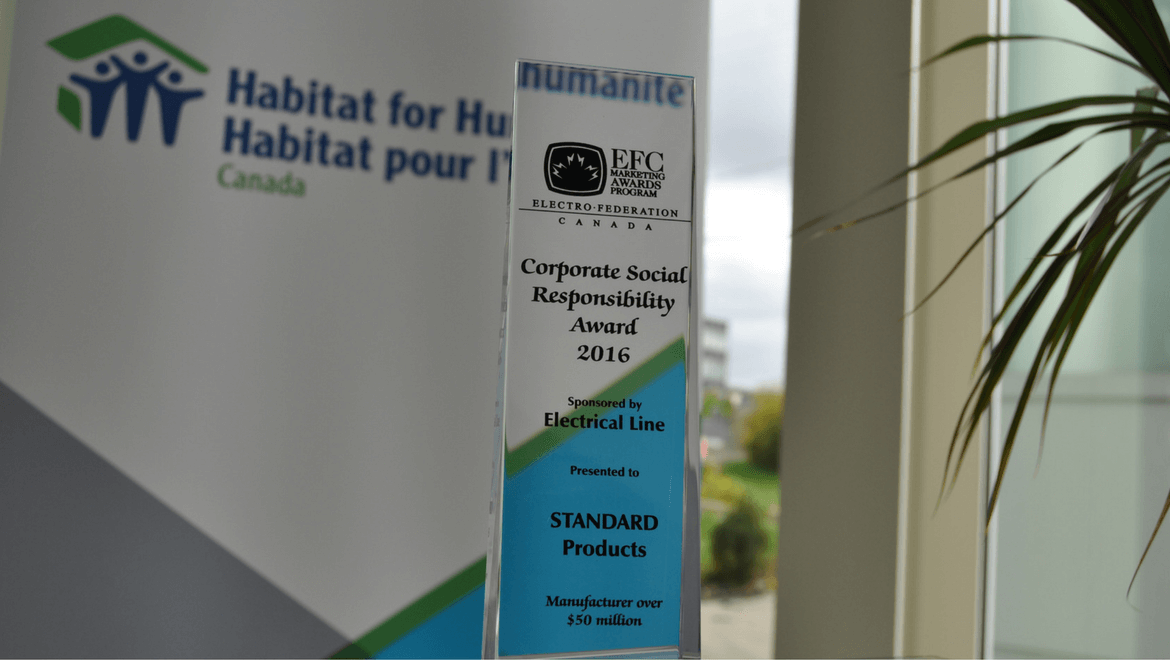 Habitat for Hu
Habitat pour l'
Canada
humanite
EFC
MARKETING
AWARDS
PROGRAM
ELECTRO·FEDERATION
CANADA
Corporate Social
Responsibility
Award
2016
Sponsored by
Electrical Line
Presented to
STANDARD
Products
Manufacturer over
$50 million